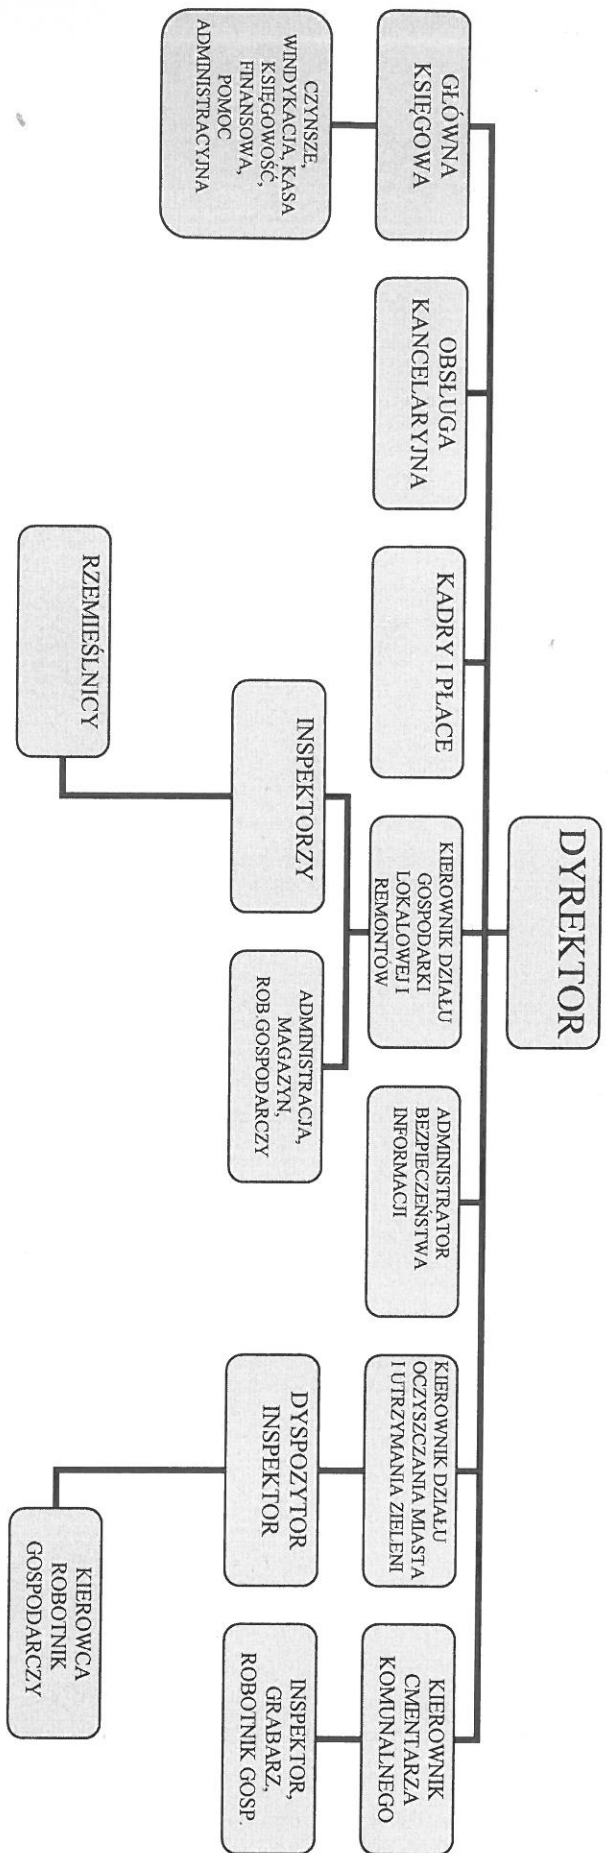 DYREKTOR
GŁÓWNA
KSIĘGOWA
OBSŁUGA
KANCELARYJNA
KADRY I PŁACE
KIEROWNIK DZIAŁU
GOSPODARKI
LOKALOWEJ I
REMONTÓW
ADMINISTRATOR
BEZPIECZEŃSTWA
INFORMACJI
KIEROWNIK DZIAŁU
OCZYSZCZANIA MIASTA
I UTRZYMANIA ZIELENI
KIEROWNIK
CMENTARZA
KOMUNALNEGO
CZYNSZE,
WINDYKACJA, KASA
KSIĘGOWOŚĆ,
FINANSOWA,
POMOC
ADMINISTRACYJNA
INSPEKTORZY
ADMINISTRACJA,
MAGAZYN,
ROB.GOSPODARCZY
DYSPOZYTOR
INSPEKTOR
INSPEKTOR,
GRABARZ,
ROBOTNIK GOSP.
RZEMIEŚLNICY
KIEROWCA
ROBOTNIK
GOSPODARCZY